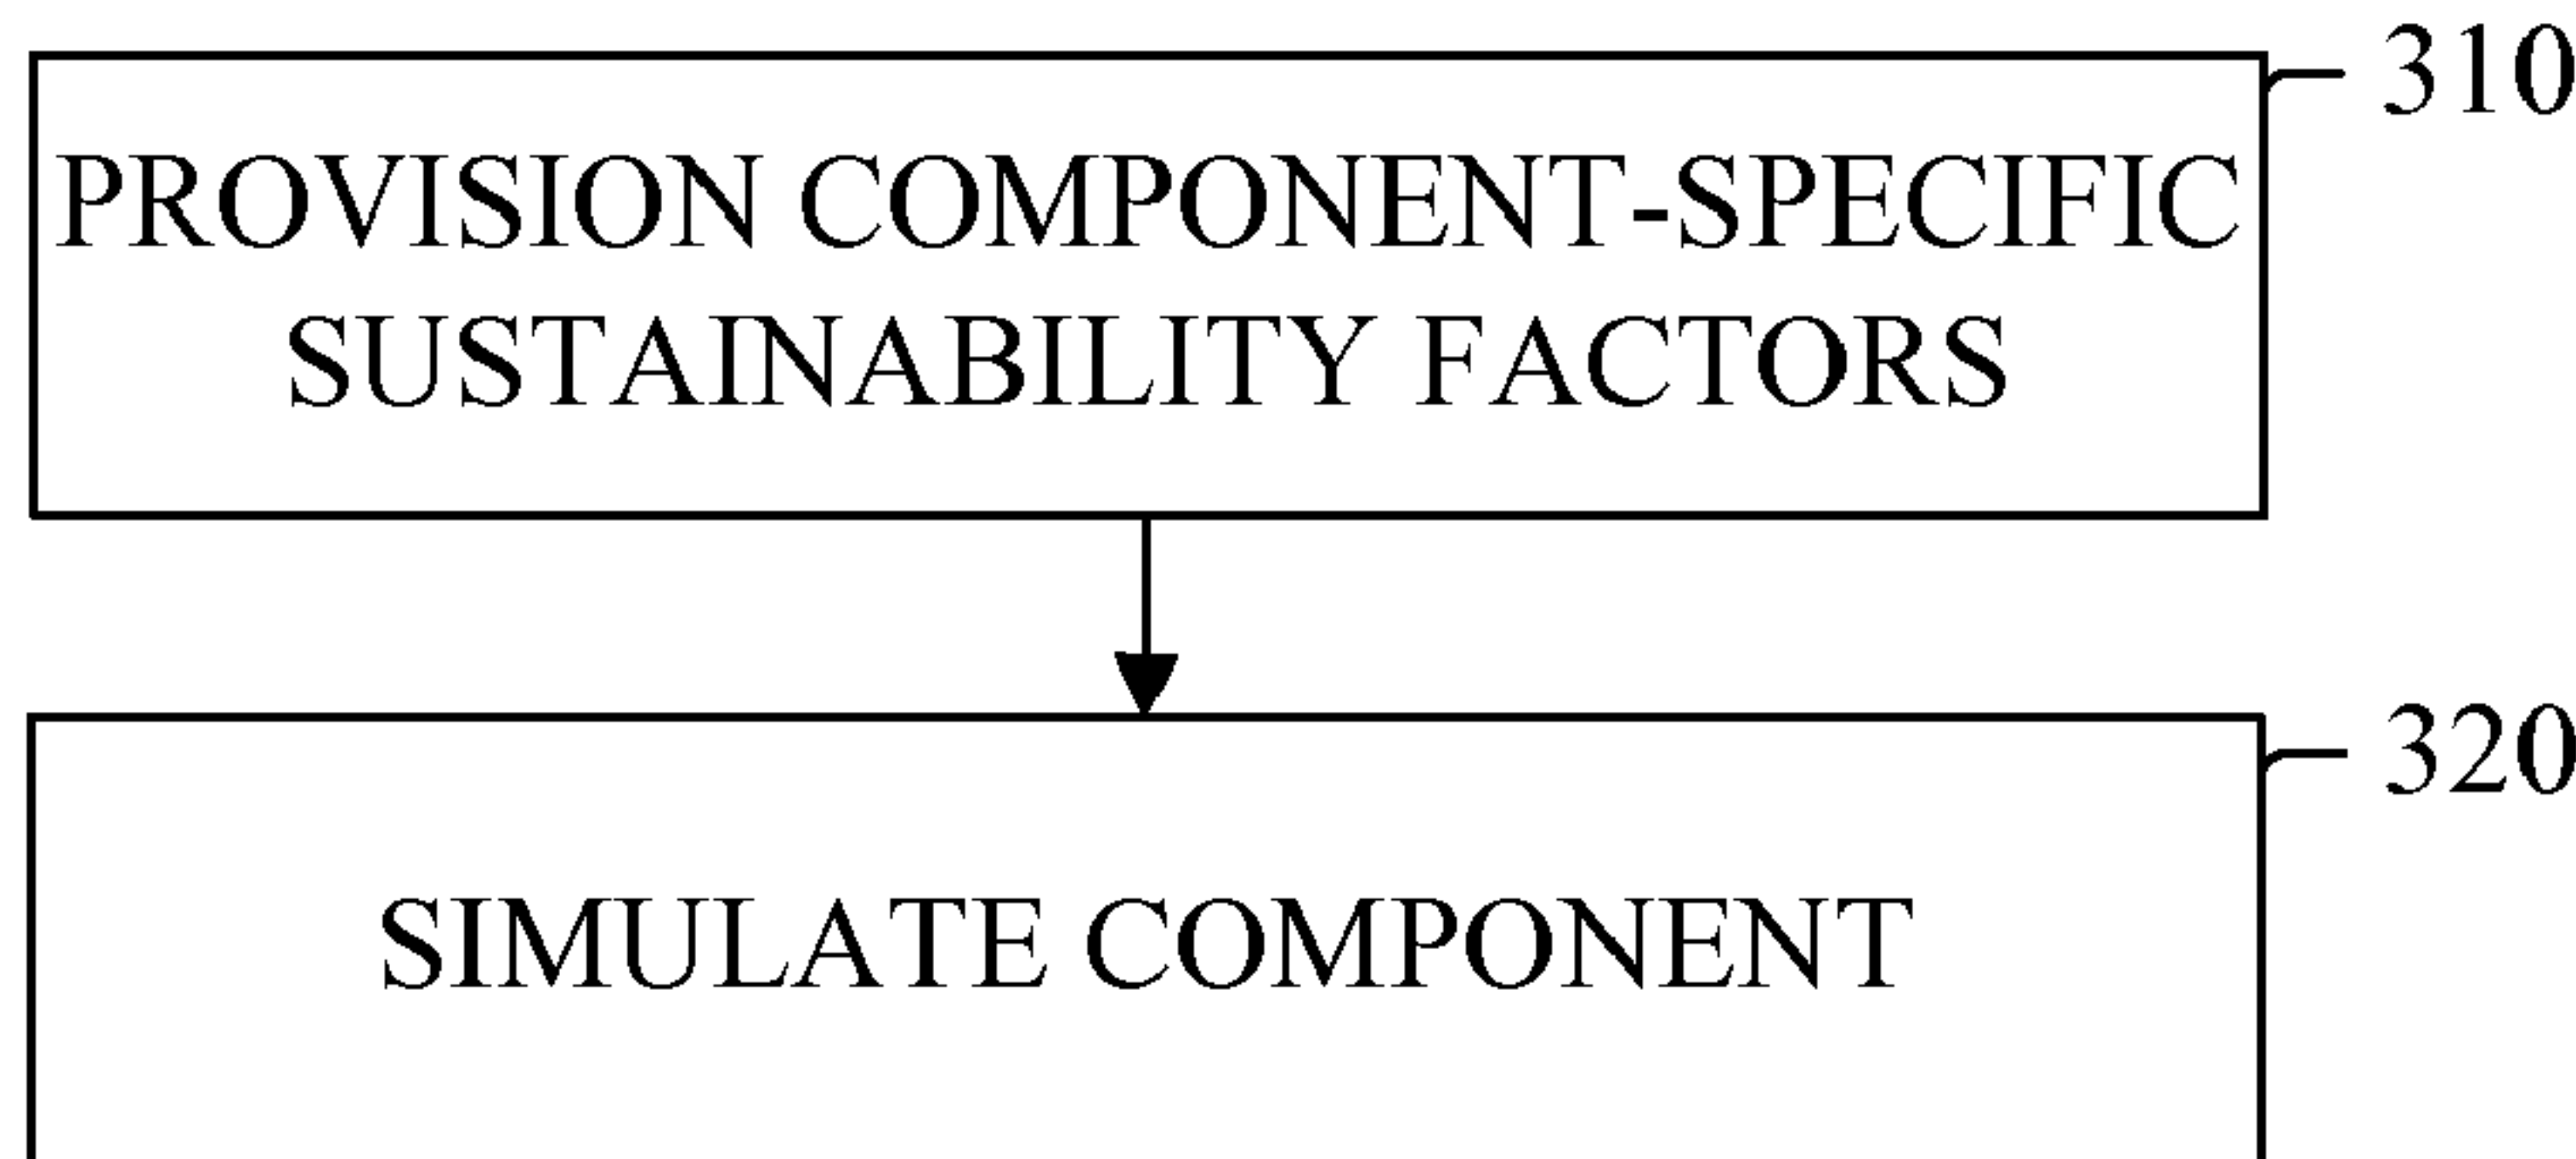 310
PROVISION COMPONENT-SPECIFIC
SUSTAINABILITY FACTORS
320
SIMULATE COMPONENT